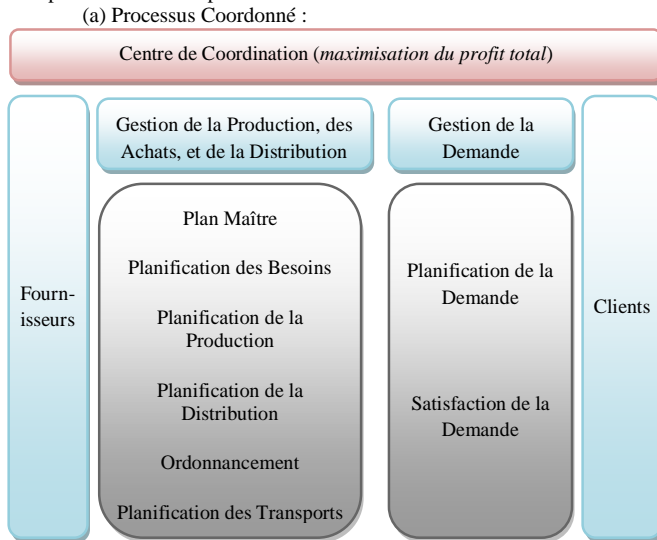 (a) Processus Coordonné :
Centre de Coordination (maximisation du profit total)
Fourn-
isseurs
Gestion de la Production, des
Achats, et de la Distribution
Plan Maître
Planification des Besoins
Planification de la
Production
Planification de la
Distribution
Ordonnancement
Planification des Transports
Gestion de la
Demande
Planification de la
Demande
Satisfaction de la
Demande
Clients